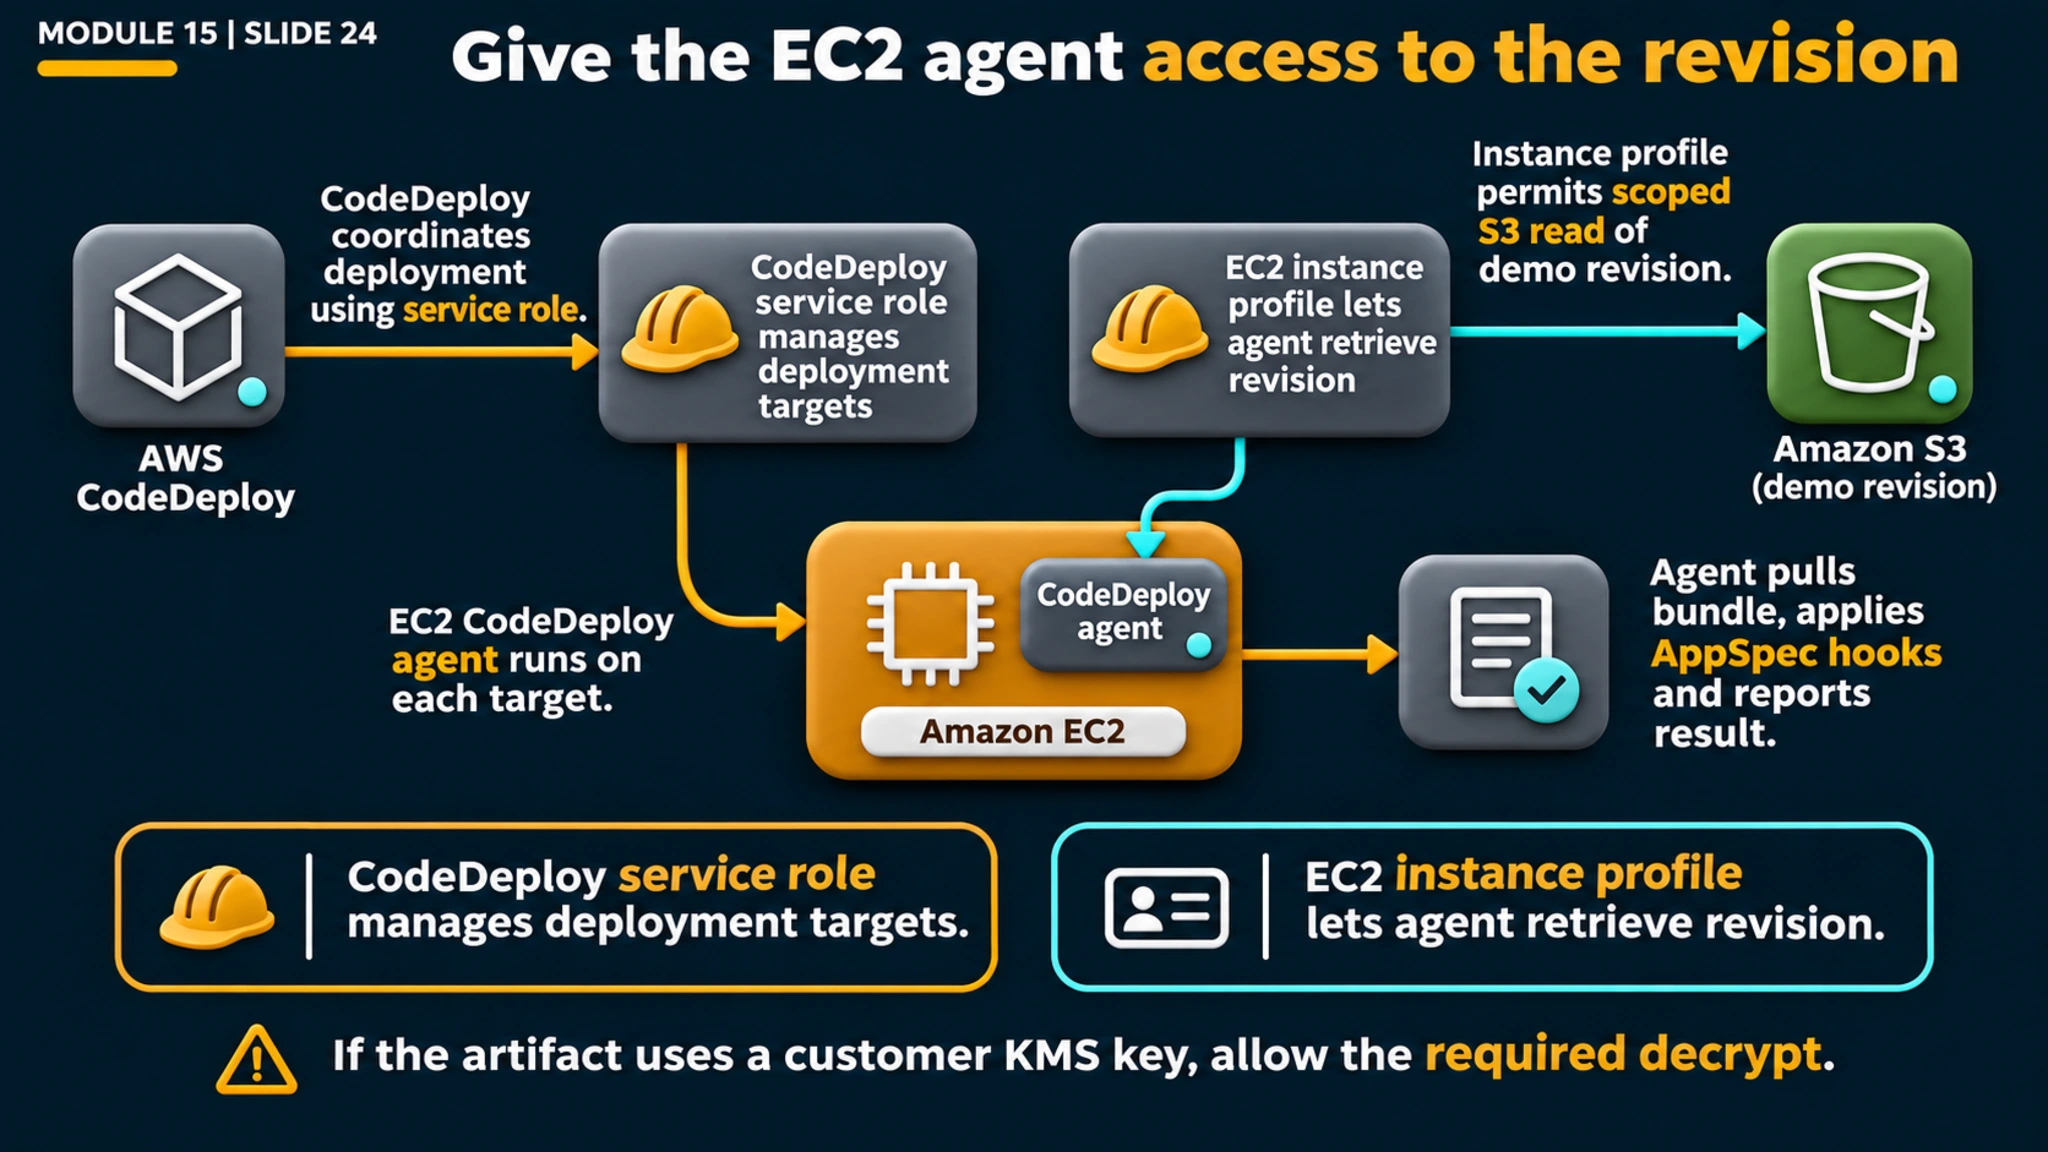 MODULE 15 | SLIDE 24
Give the EC2 agent access to the revision
CodeDeploy
coordinates
deployment
using service role.
AWS
CodeDeploy
CodeDeploy
service role
manages
deployment
targets
EC2 instance
profile lets
agent retrieve
revision
Instance profile
permits scoped
S3 read of
demo revision.
Amazon S3
(demo revision)
EC2 CodeDeploy
agent runs on
each target.
CodeDeploy
agent
Amazon EC2
Agent pulls
bundle, applies
AppSpec hooks
and reports
result.
CodeDeploy service role
manages deployment targets.
EC2 instance profile
lets agent retrieve revision.
If the artifact uses a customer KMS key, allow the required decrypt.